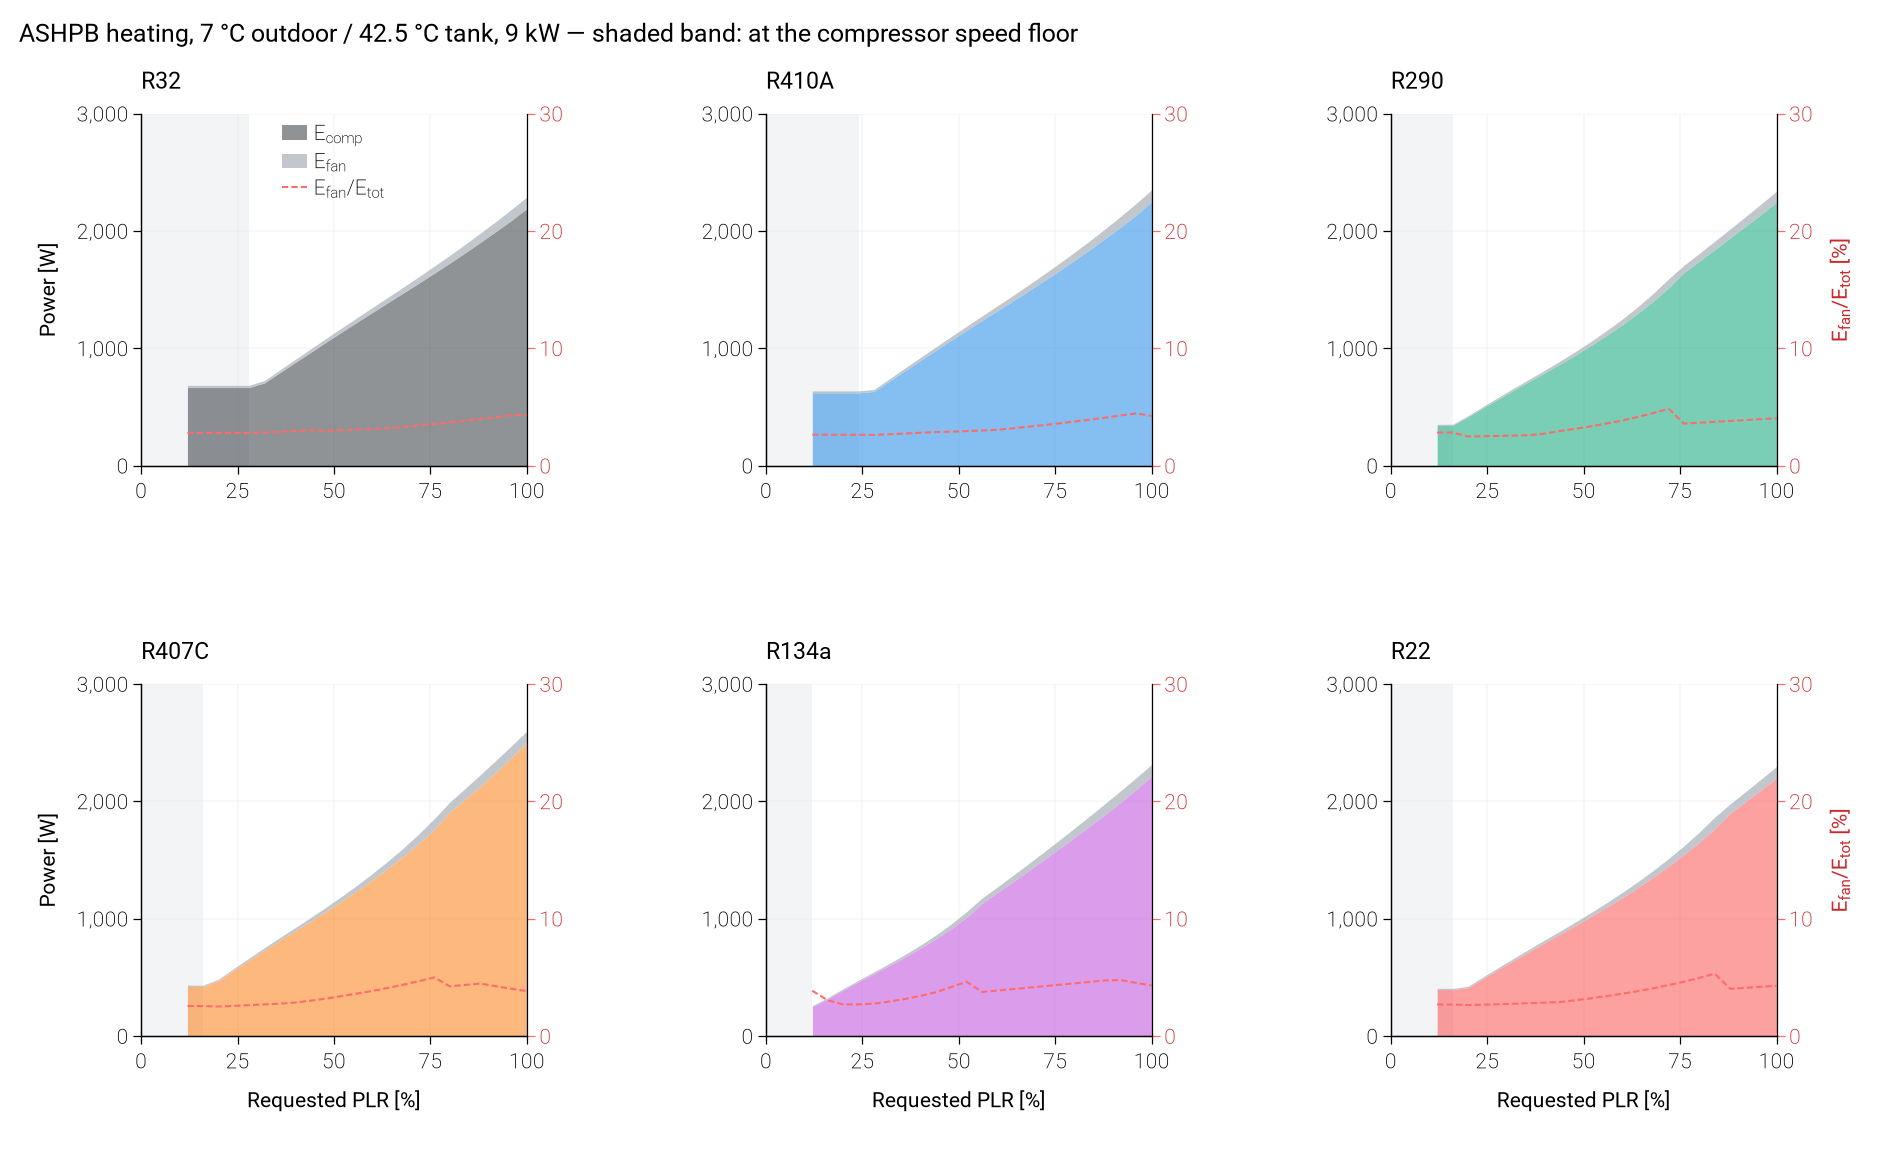 ASHPB heating, 7 °C outdoor / 42.5 °C tank, 9 kW — shaded band: at the compressor speed floor
R32
3,000
2,000
1,000
0
30
20
10
0
0 25 50 75 100
Power [W]
Ecomp
Efan
Efan/Etot
R410A
3,000
2,000
1,000
0
30
20
10
0
0 25 50 75 100
R290
3,000
2,000
1,000
0
30
20
10
0
0 25 50 75 100
Efan/Etot [%]
R407C
3,000
2,000
1,000
0
30
20
10
0
0 25 50 75 100
Power [W]
Requested PLR [%]
R134a
3,000
2,000
1,000
0
30
20
10
0
0 25 50 75 100
Requested PLR [%]
R22
3,000
2,000
1,000
0
30
20
10
0
0 25 50 75 100
Efan/Etot [%]
Requested PLR [%]